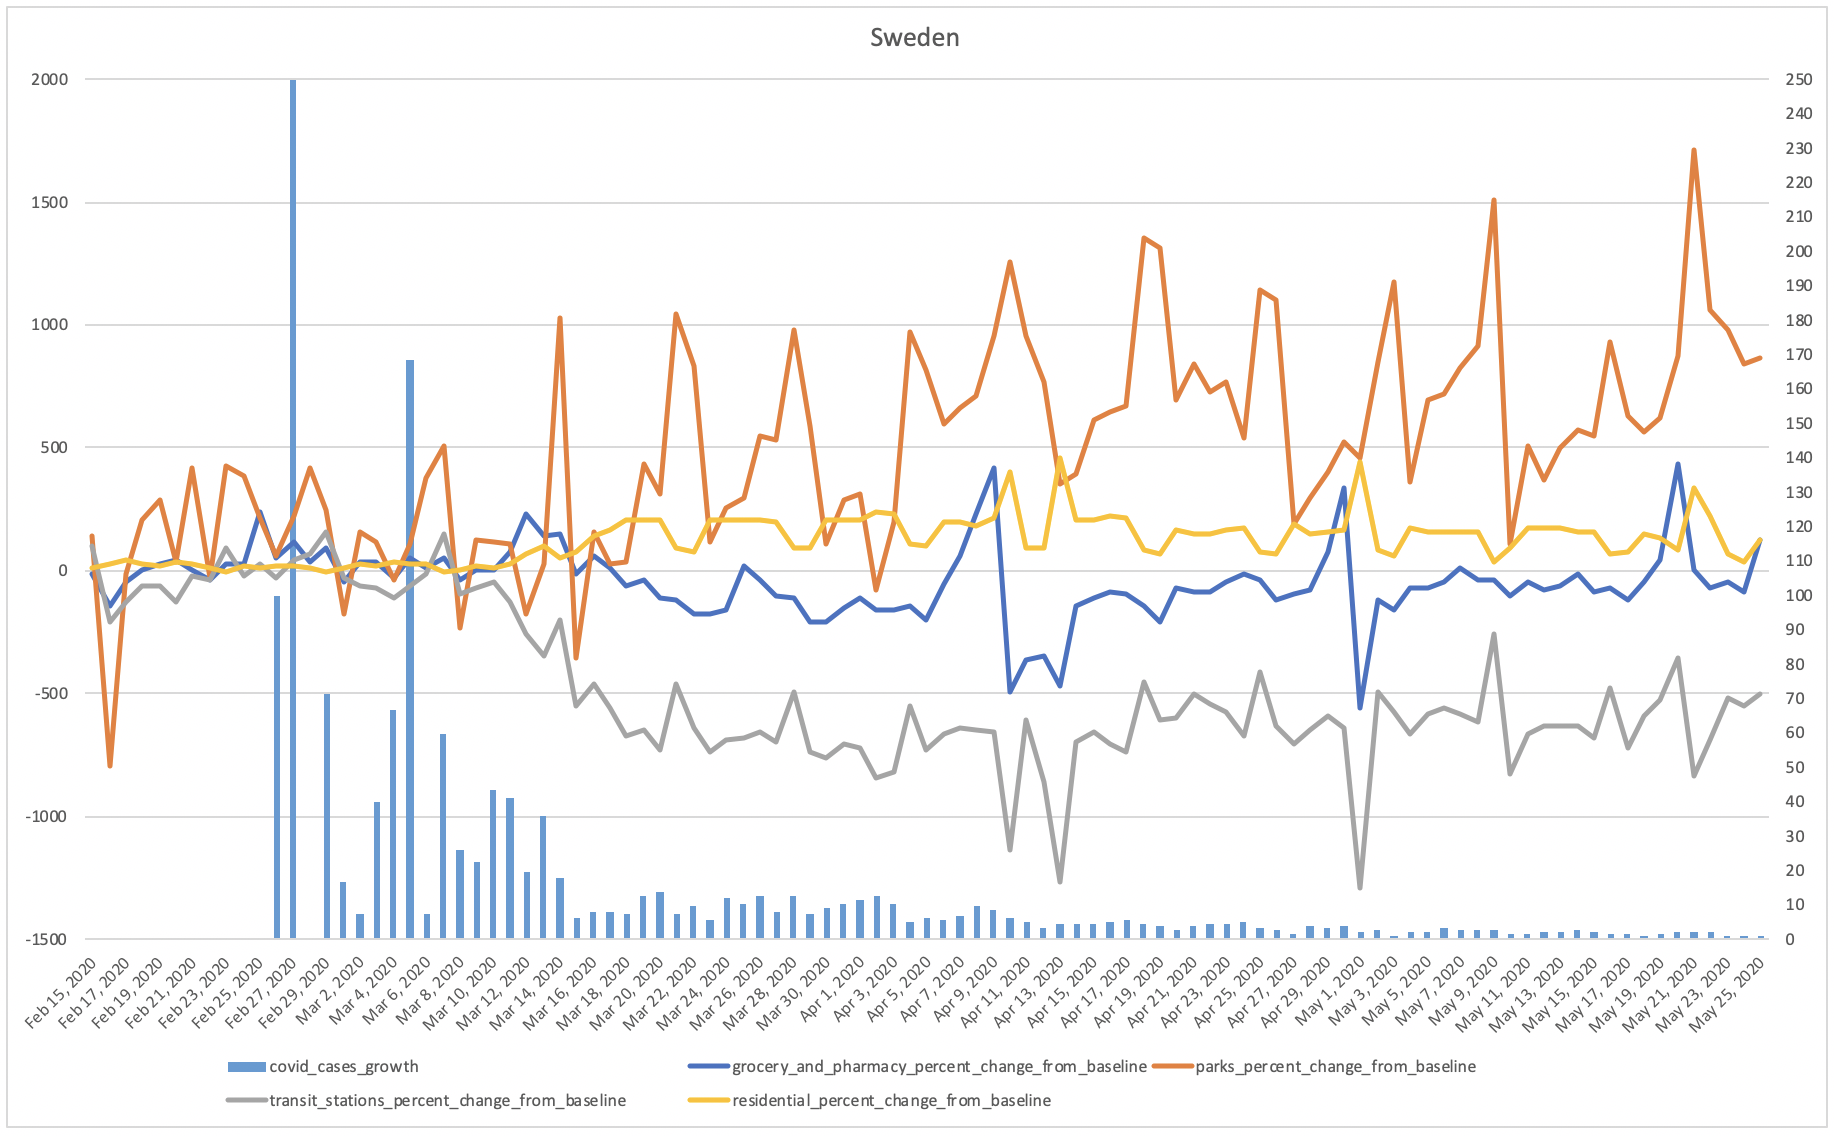 Sweden
2000
1500
1000
500
0
-500
-1000
-1500
250
240
230
220
210
200
190
180
170
160
150
140
130
120
110
100
90
80
70
60
50
40
30
20
10
0
Feb 15, 2020
Feb 17, 2020
Feb 19, 2020
Feb 21, 2020
Feb 23, 2020
Feb 25, 2020
Feb 27, 2020
Feb 29, 2020
Mar 2, 2020
Mar 4, 2020
Mar 6, 2020
Mar 8, 2020
Mar 10, 2020
Mar 12, 2020
Mar 14, 2020
Mar 16, 2020
Mar 18, 2020
Mar 20, 2020
Mar 22, 2020
Mar 24, 2020
Mar 26, 2020
Mar 28, 2020
Mar 30, 2020
Apr 1, 2020
Apr 3, 2020
Apr 5, 2020
Apr 7, 2020
Apr 9, 2020
Apr 11, 2020
Apr 13, 2020
Apr 15, 2020
Apr 17, 2020
Apr 19, 2020
Apr 21, 2020
Apr 23, 2020
Apr 25, 2020
Apr 27, 2020
Apr 29, 2020
May 1, 2020
May 3, 2020
May 5, 2020
May 7, 2020
May 9, 2020
May 11, 2020
May 13, 2020
May 15, 2020
May 17, 2020
May 19, 2020
May 21, 2020
May 23, 2020
May 25, 2020
covid_cases_growth
grocery_and_pharmacy_percent_change_from_baseline
parks_percent_change_from_baseline
transit_stations_percent_change_from_baseline
residential_percent_change_from_baseline